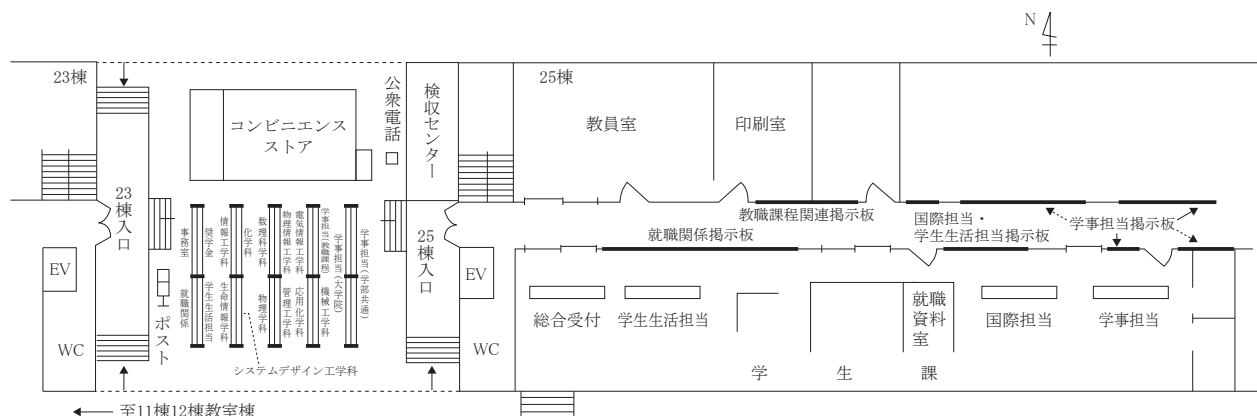 N
23棟
25棟
コンビニエンス
ストア
公衆電話
検収センター
教員室
印刷室
23棟入口
事務室
奨学金
情報工学科
化学科
数理科学科
物理情報工学科
電気情報工学科
学事担当（教職課程）
学事担当（大学院）
学事担当（学部共通）
就職関係
学生生活担当
生命情報学科
物理学科
管理工学科
応用化学科
機械工学科
システムデザイン工学科
25棟入口
EV
WC
ポスト
EV
WC
教職課程関連掲示板
就職関係掲示板
国際担当・
学生生活担当掲示板
学事担当掲示板
総合受付
学生生活担当
就職
資料
室
国際担当
学事担当
学生課
至11棟12棟教室棟